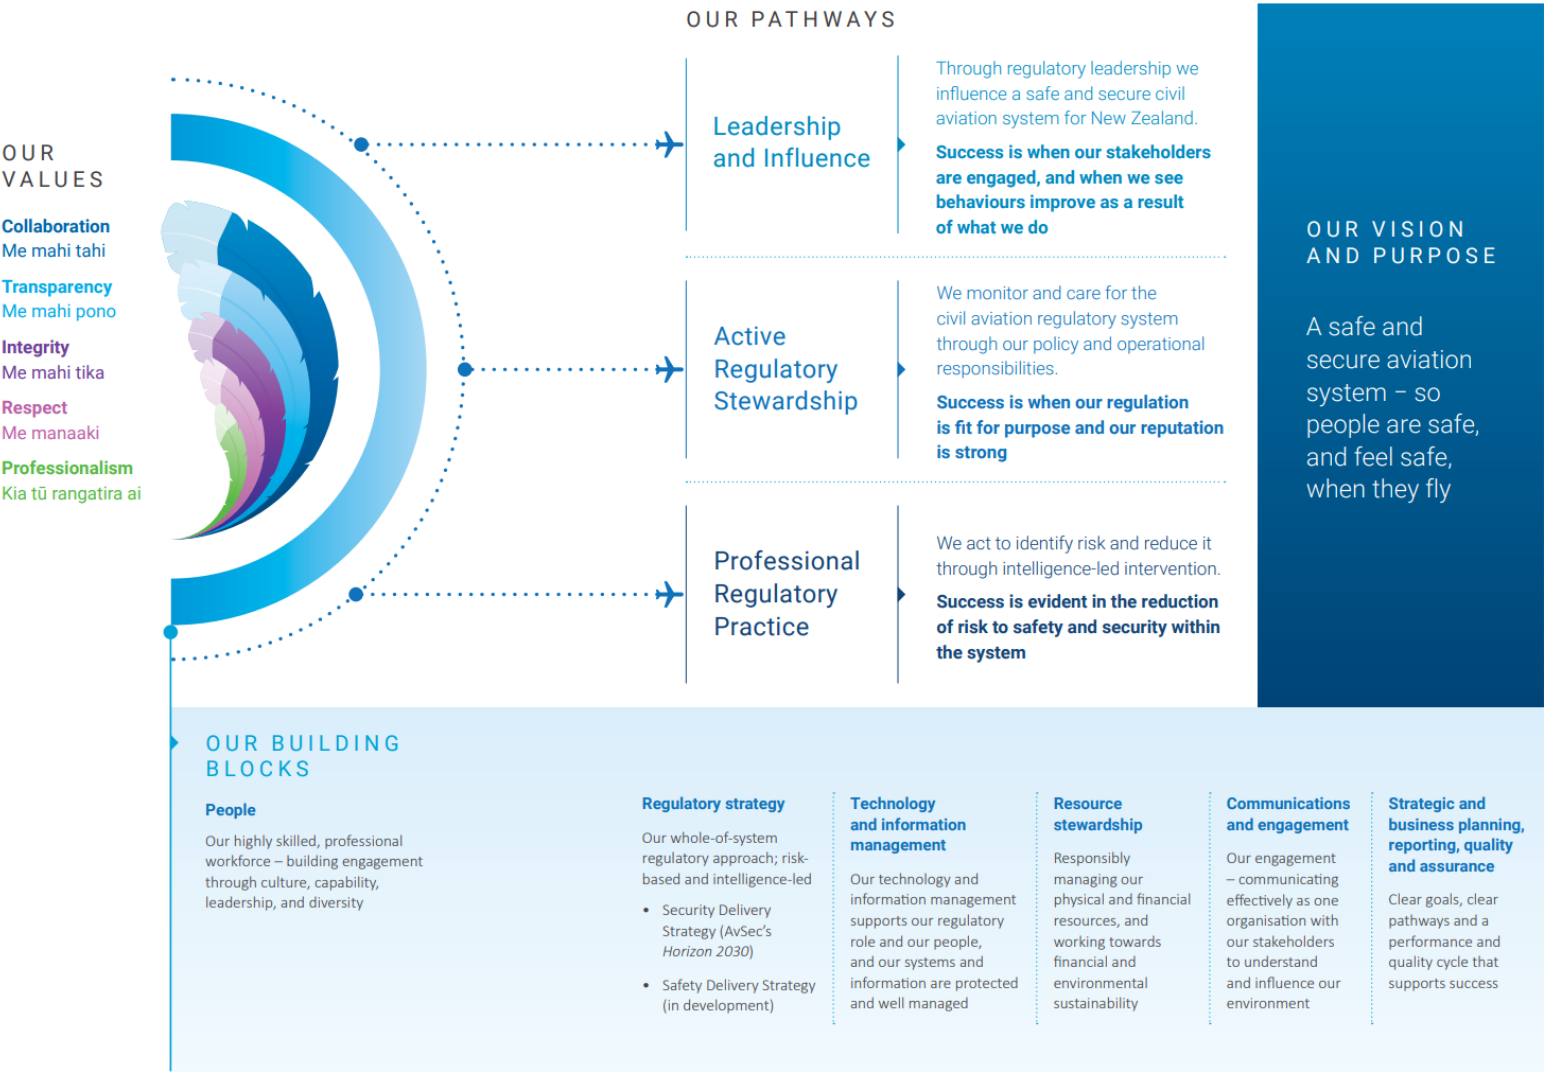 OUR PATHWAYS
OUR
VALUES
Collaboration
Me mahi tahi
Transparency
Me mahi pono
Integrity
Me mahi tika
Respect
Me manaaki
Professionalism
Kia tū rangatira ai
Leadership
and Influence
Through regulatory leadership we
influence a safe and secure civil
aviation system for New Zealand.
Success is when our stakeholders
are engaged, and when we see
behaviours improve as a result
of what we do
Active
Regulatory
Stewardship
We monitor and care for the
civil aviation regulatory system
through our policy and operational
responsibilities.
Success is when our regulation
is fit for purpose and our reputation
is strong
Professional
Regulatory
Practice
We act to identify risk and reduce it
through intelligence-led intervention.
Success is evident in the reduction
of risk to safety and security within
the system
OUR VISION
AND PURPOSE
A safe and
secure aviation
system – so
people are safe,
and feel safe,
when they fly
OUR BUILDING
BLOCKS
People
Our highly skilled, professional
workforce – building engagement
through culture, capability,
leadership, and diversity
Regulatory strategy
Our whole-of-system
regulatory approach; risk-
based and intelligence-led
• Security Delivery
Strategy (AvSec's
Horizon 2030)
• Safety Delivery Strategy
(in development)
Technology
and information
management
Our technology and
information management
supports our regulatory
role and our people,
and our systems and
information are protected
and well managed
Resource
stewardship
Responsibly
managing our
physical and financial
resources, and
working towards
financial and
environmental
sustainability
Communications
and engagement
Our engagement
– communicating
effectively as one
organisation with
our stakeholders
to understand
and influence our
environment
Strategic and
business planning,
reporting, quality
and assurance
Clear goals, clear
pathways and a
performance and
quality cycle that
supports success